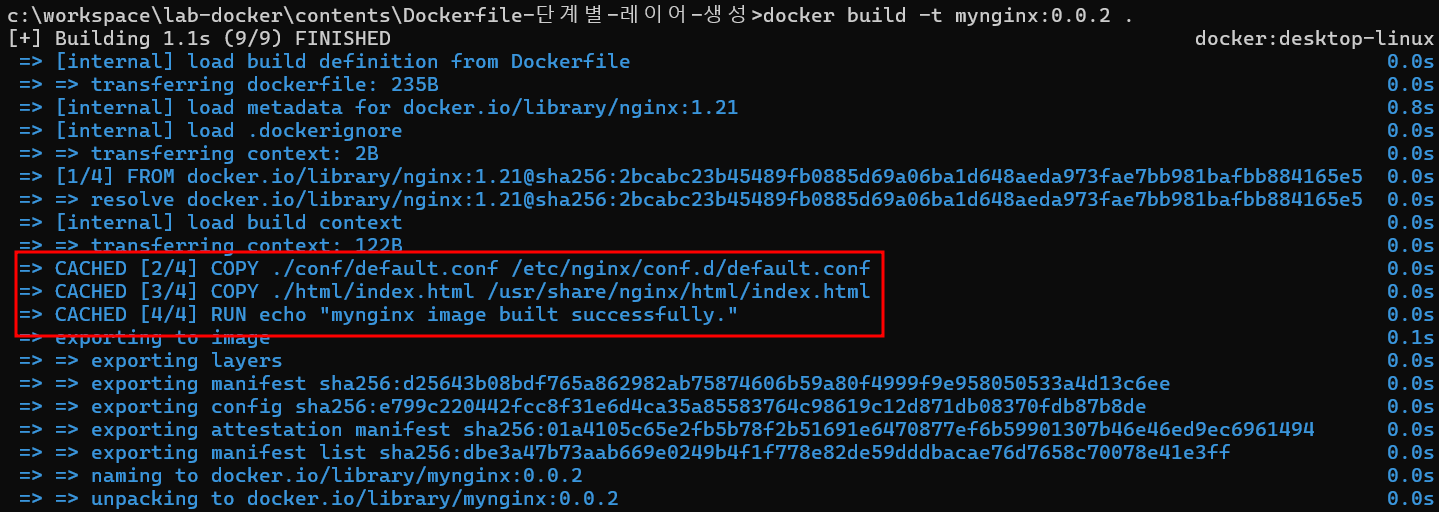 c:\workspace\lab-docker\contents\Dockerfile-단계별-레이어-생성>docker build -t mynginx:0.0.2 .
[+] Building 1.1s (9/9) FINISHED docker:desktop-linux
=> [internal] load build definition from Dockerfile 0.0s
=> => transferring dockerfile: 235B 0.0s
=> [internal] load metadata for docker.io/library/nginx:1.21 0.8s
=> [internal] load .dockerignore 0.0s
=> => transferring context: 2B 0.0s
=> [1/4] FROM docker.io/library/nginx:1.21@sha256:2bcabc23b45489fb0885d69a06ba1d648aeda973fae7bb981bafbb884165e5 0.0s
=> => resolve docker.io/library/nginx:1.21@sha256:2bcabc23b45489fb0885d69a06ba1d648aeda973fae7bb981bafbb884165e5 0.0s
=> [internal] load build context 0.0s
=> => transferring context: 122B 0.0s
=> CACHED [2/4] COPY ./conf/default.conf /etc/nginx/conf.d/default.conf 0.0s
=> CACHED [3/4] COPY ./html/index.html /usr/share/nginx/html/index.html 0.0s
=> CACHED [4/4] RUN echo "mynginx image built successfully." 0.0s
=> exporting to image 0.1s
=> => exporting layers 0.0s
=> => exporting manifest sha256:d25643b08bdf765a862982ab75874606b59a80f4999f9e958050533a4d13c6ee 0.0s
=> => exporting config sha256:e799c220442fcc8f31e6d4ca35a85583764c98619c12d871db08370fdb87b8de 0.0s
=> => exporting attestation manifest sha256:01a4105c65e2fb5b78f2b51691e6470877ef6b59901307b46e46ed9ec6961494 0.0s
=> => exporting manifest list sha256:dbe3a47b73aab669e0249b4f1f778e82de59dddbacae76d7658c70078e41e3ff 0.0s
=> => naming to docker.io/library/mynginx:0.0.2 0.0s
=> => unpacking to docker.io/library/mynginx:0.0.2 0.0s